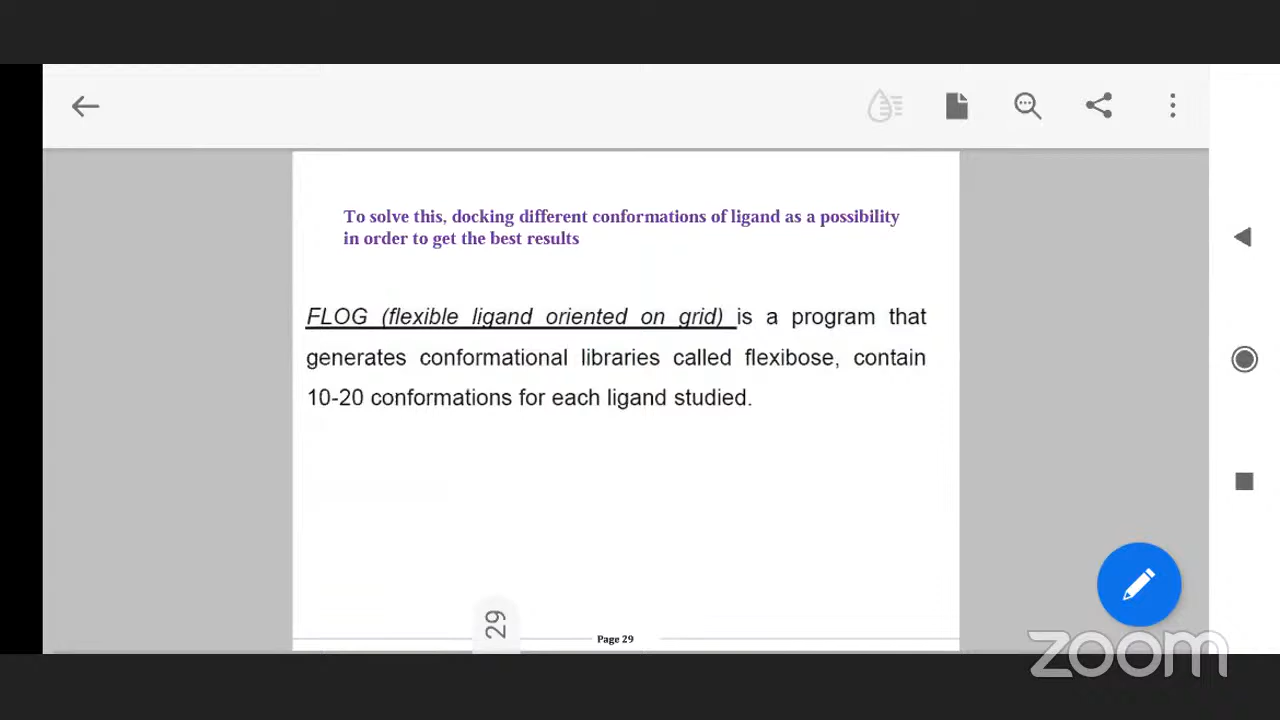 To solve this, docking different conformations of ligand as a possibility
in order to get the best results
FLOG (flexible ligand oriented on grid) is a program that
generates conformational libraries called flexibose, contain
10-20 conformations for each ligand studied.
29
Page 29
zoom